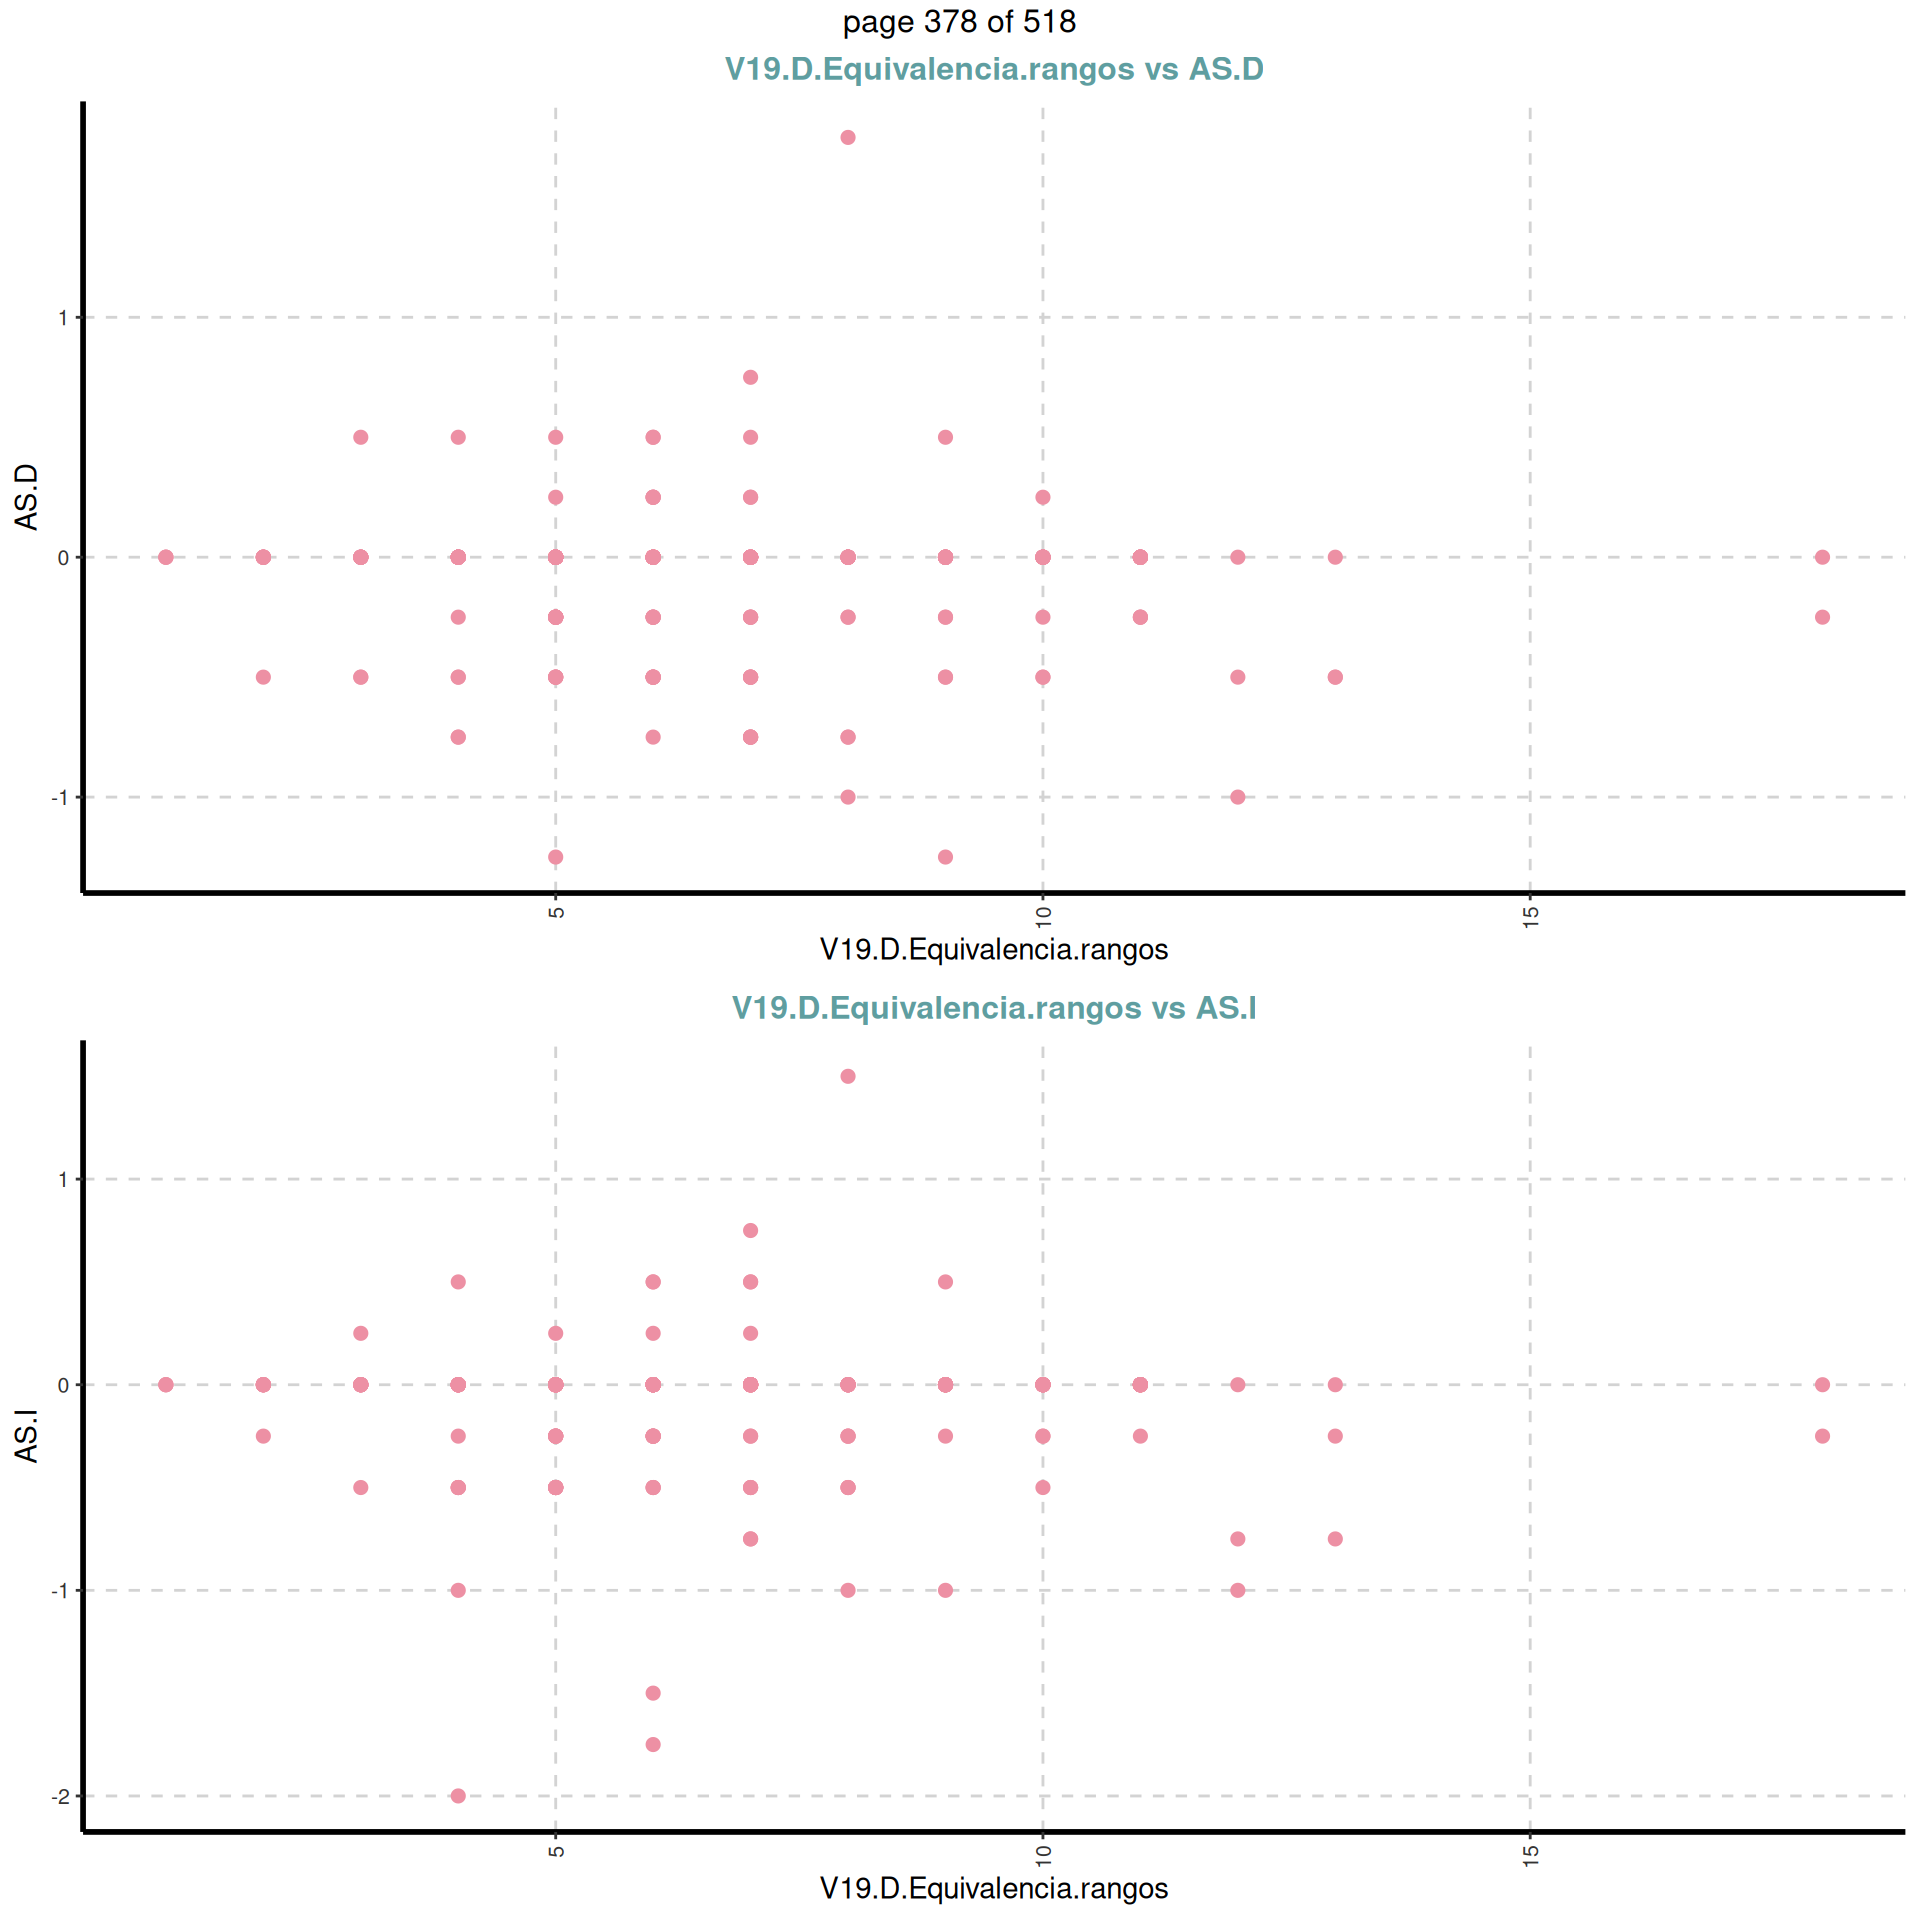 page 378 of 518
V19.D.Equivalencia.rangos vs AS.D
1
0
-1
AS.D
5
10
15
V19.D.Equivalencia.rangos
V19.D.Equivalencia.rangos vs AS.I
1
0
-1
-2
AS.I
5
10
15
V19.D.Equivalencia.rangos